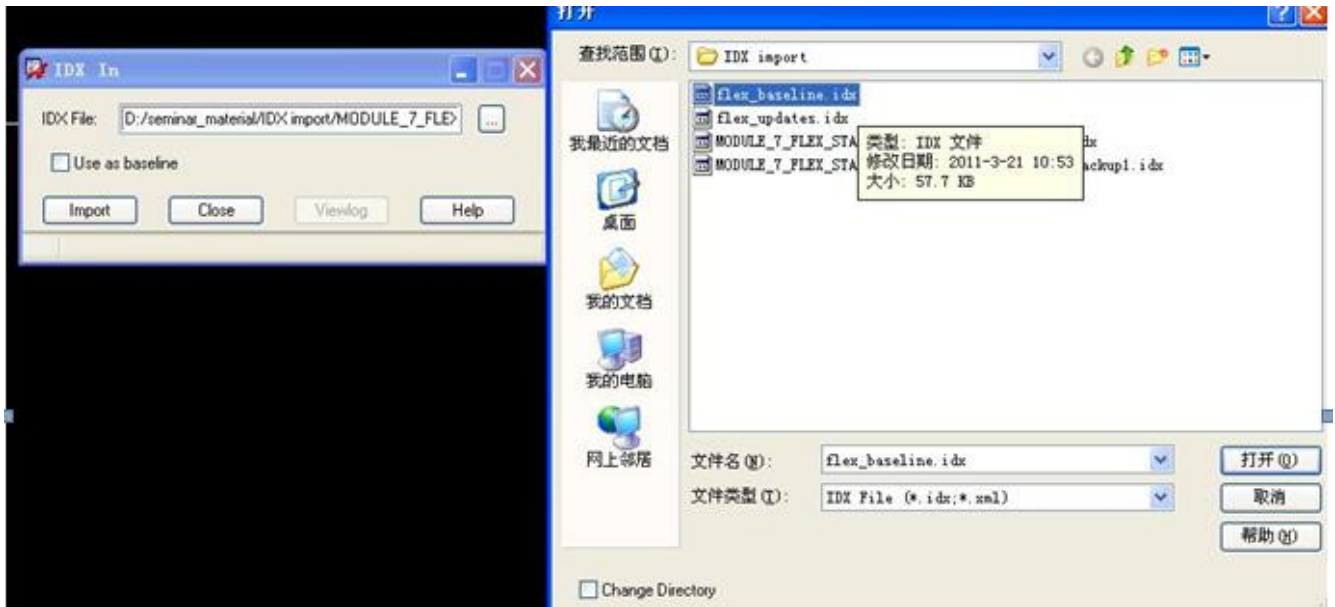 IDX In
IDX File: D:/seminar_material/IDX import/MODULE_7_FLE> ...
Use as baseline
Import Close Viewlog Help
打开
查找范围(I): IDX import
flex_baseline.idx
flex_updates.idx
MODULE_7_FLEX_STA dx
MODULE_7_FLEX_STA ackup1.idx
类型: IDX 文件
修改日期: 2011-3-21 10:53
大小: 57.7 KB
我最近的文档
桌面
我的文档
我的电脑
网上邻居
文件名(N): flex_baseline.idx 打开(O)
文件类型(T): IDX File (*.idx;*.xml) 取消
帮助(H)
Change Directory